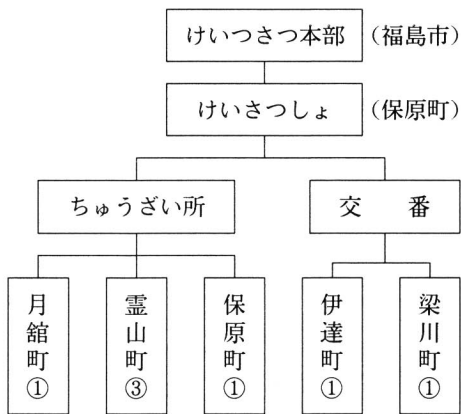 けいつさつ本部 (福島市)
けいさつしょ (保原町)
ちゅうざい所
交番
月舘町①
霊山町③
保原町①
伊達町①
梁川町①